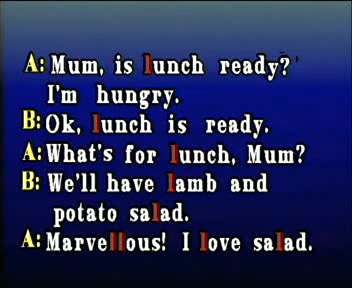 A: Mum, is lunch ready?
I'm hungry.
B: Ok, lunch is ready.
A: What's for lunch, Mum?
B: We'll have lamb and
potato salad.
A: Marvellous! I love salad.